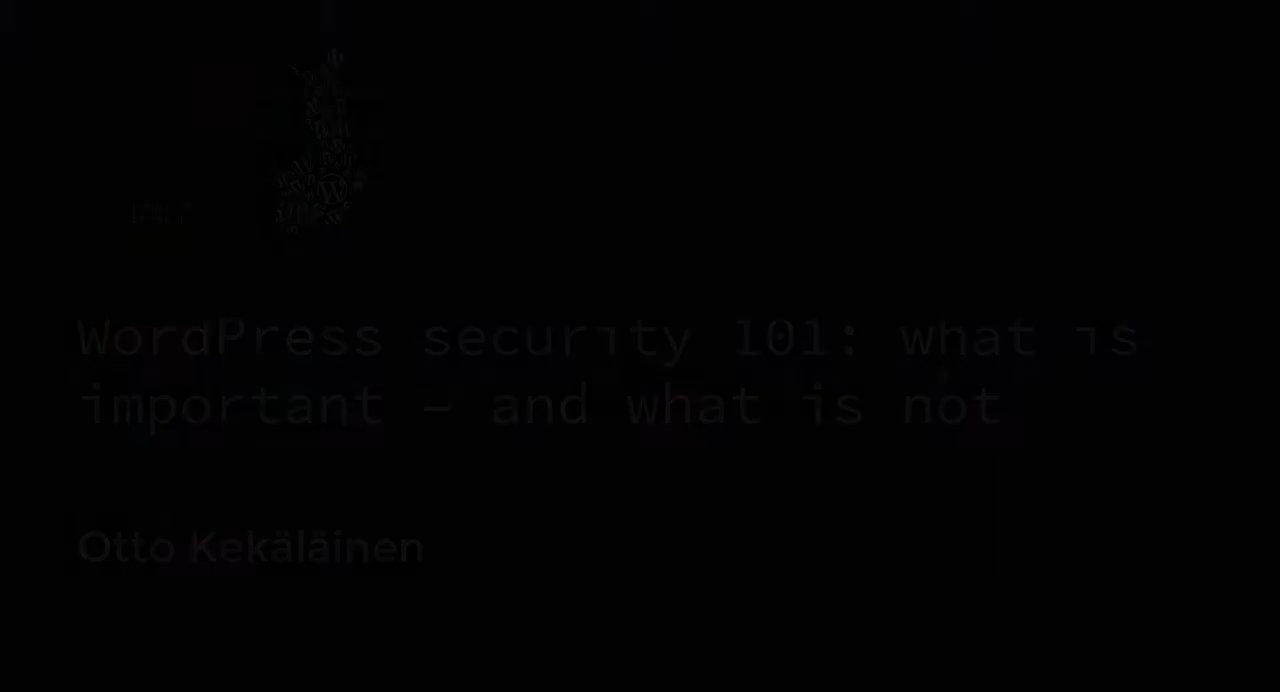 WordPress security 101: what is
important – and what is not
Otto Kekäläinen